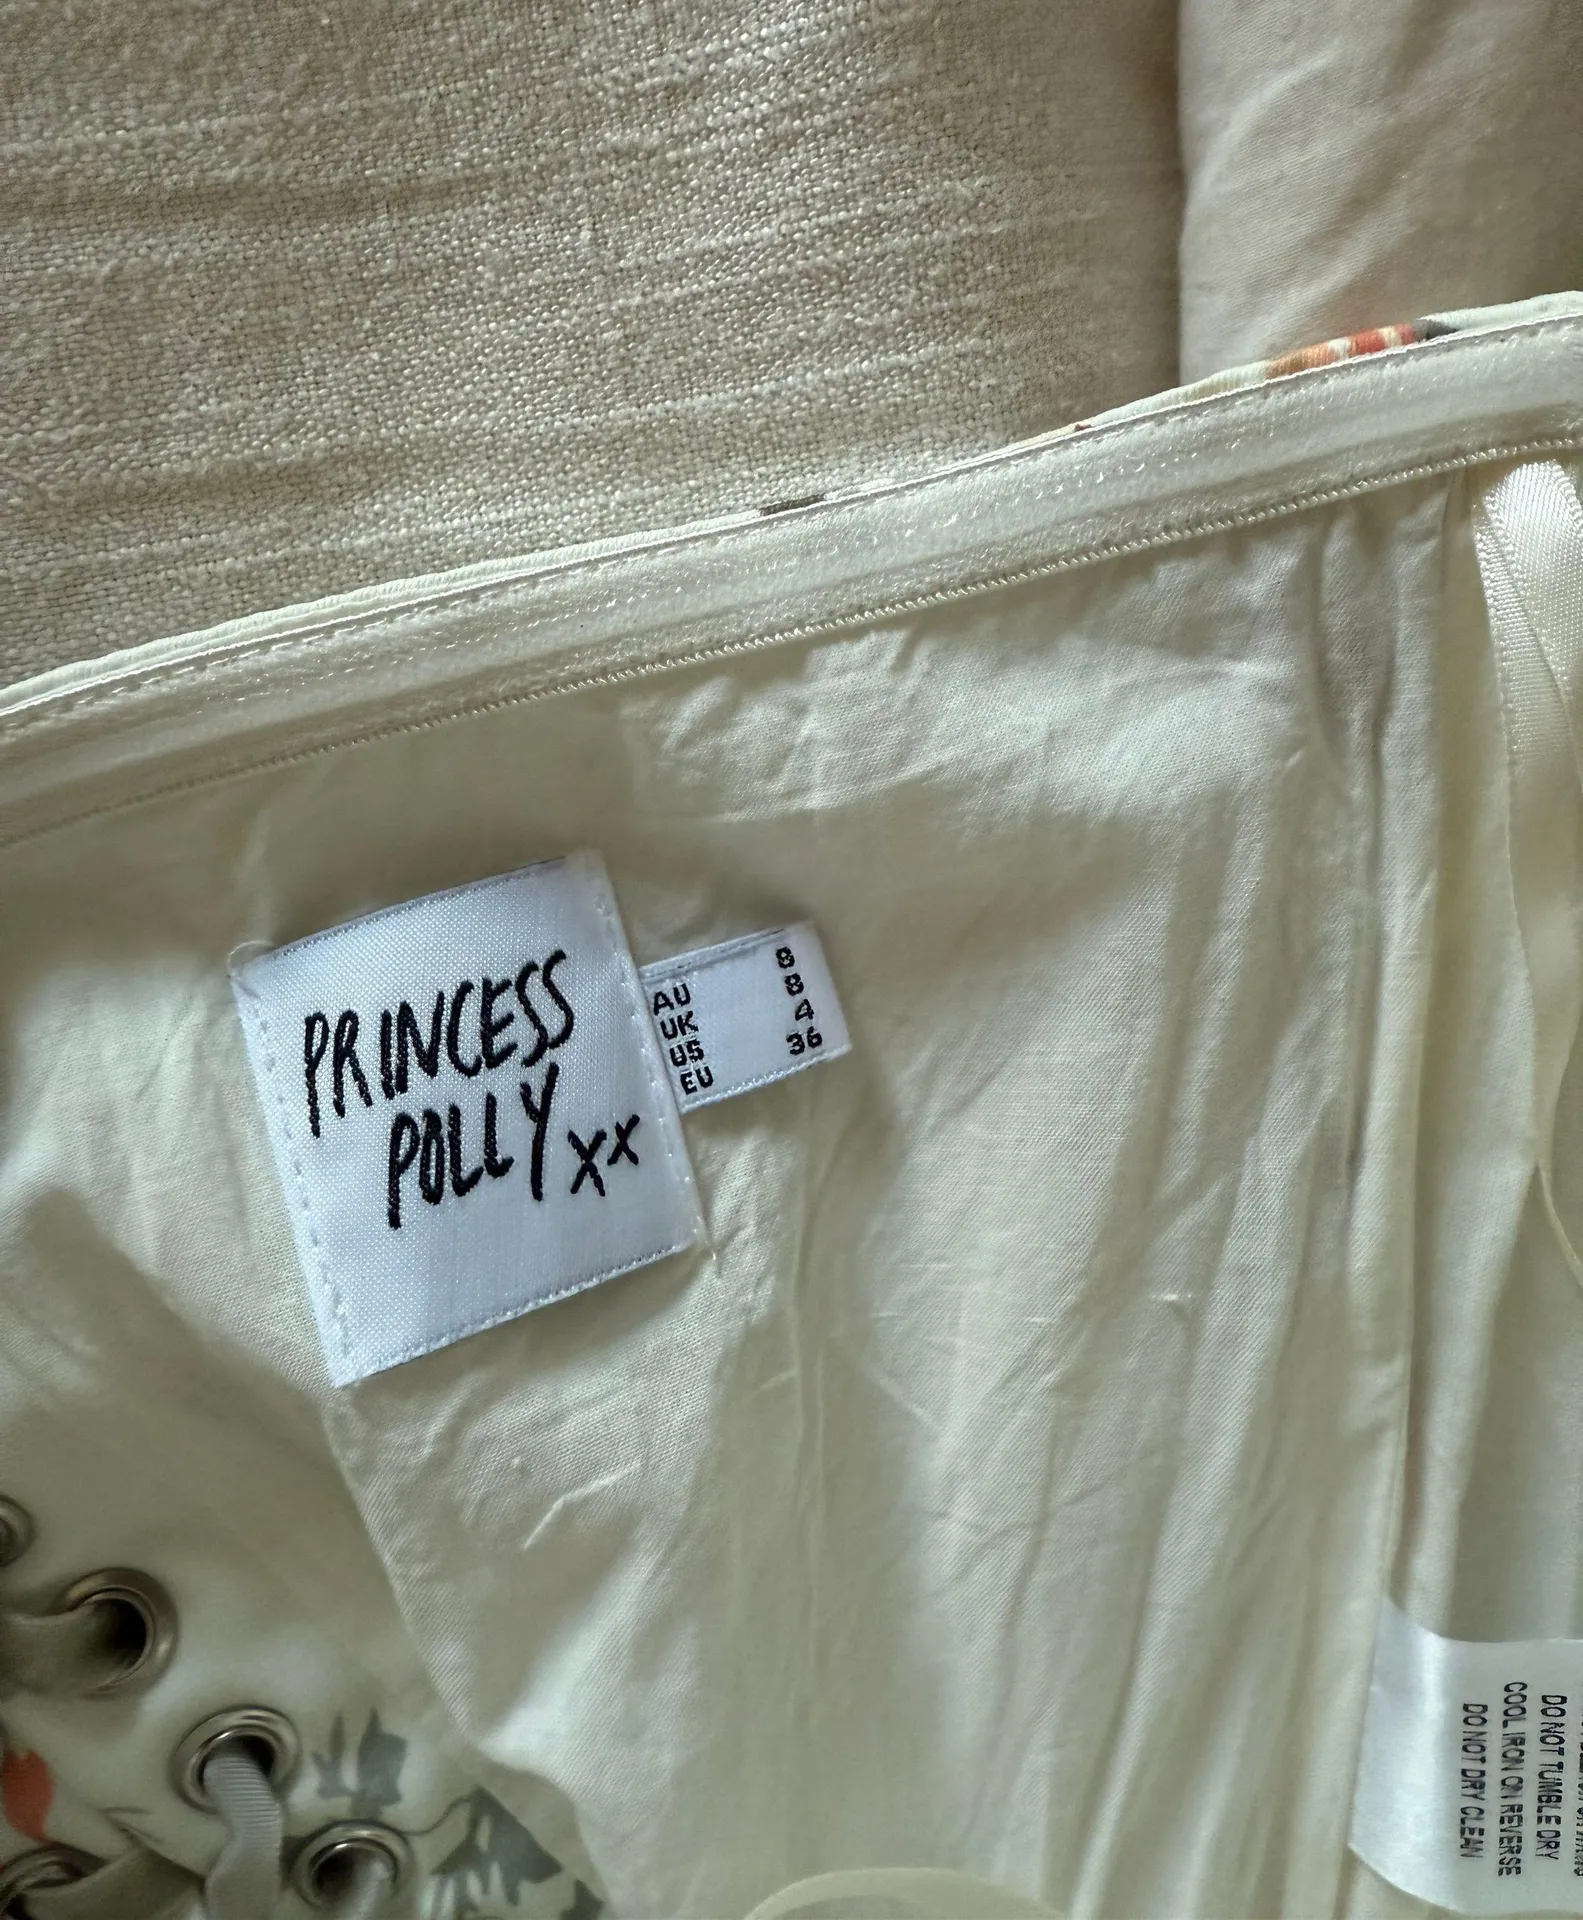 PRINCESS
POLLY xx
AU 8
UK 8
US 4
EU 36
DO NOT TUMBLE DRY
COOL IRON ON REVERSE
DO NOT DRY CLEAN